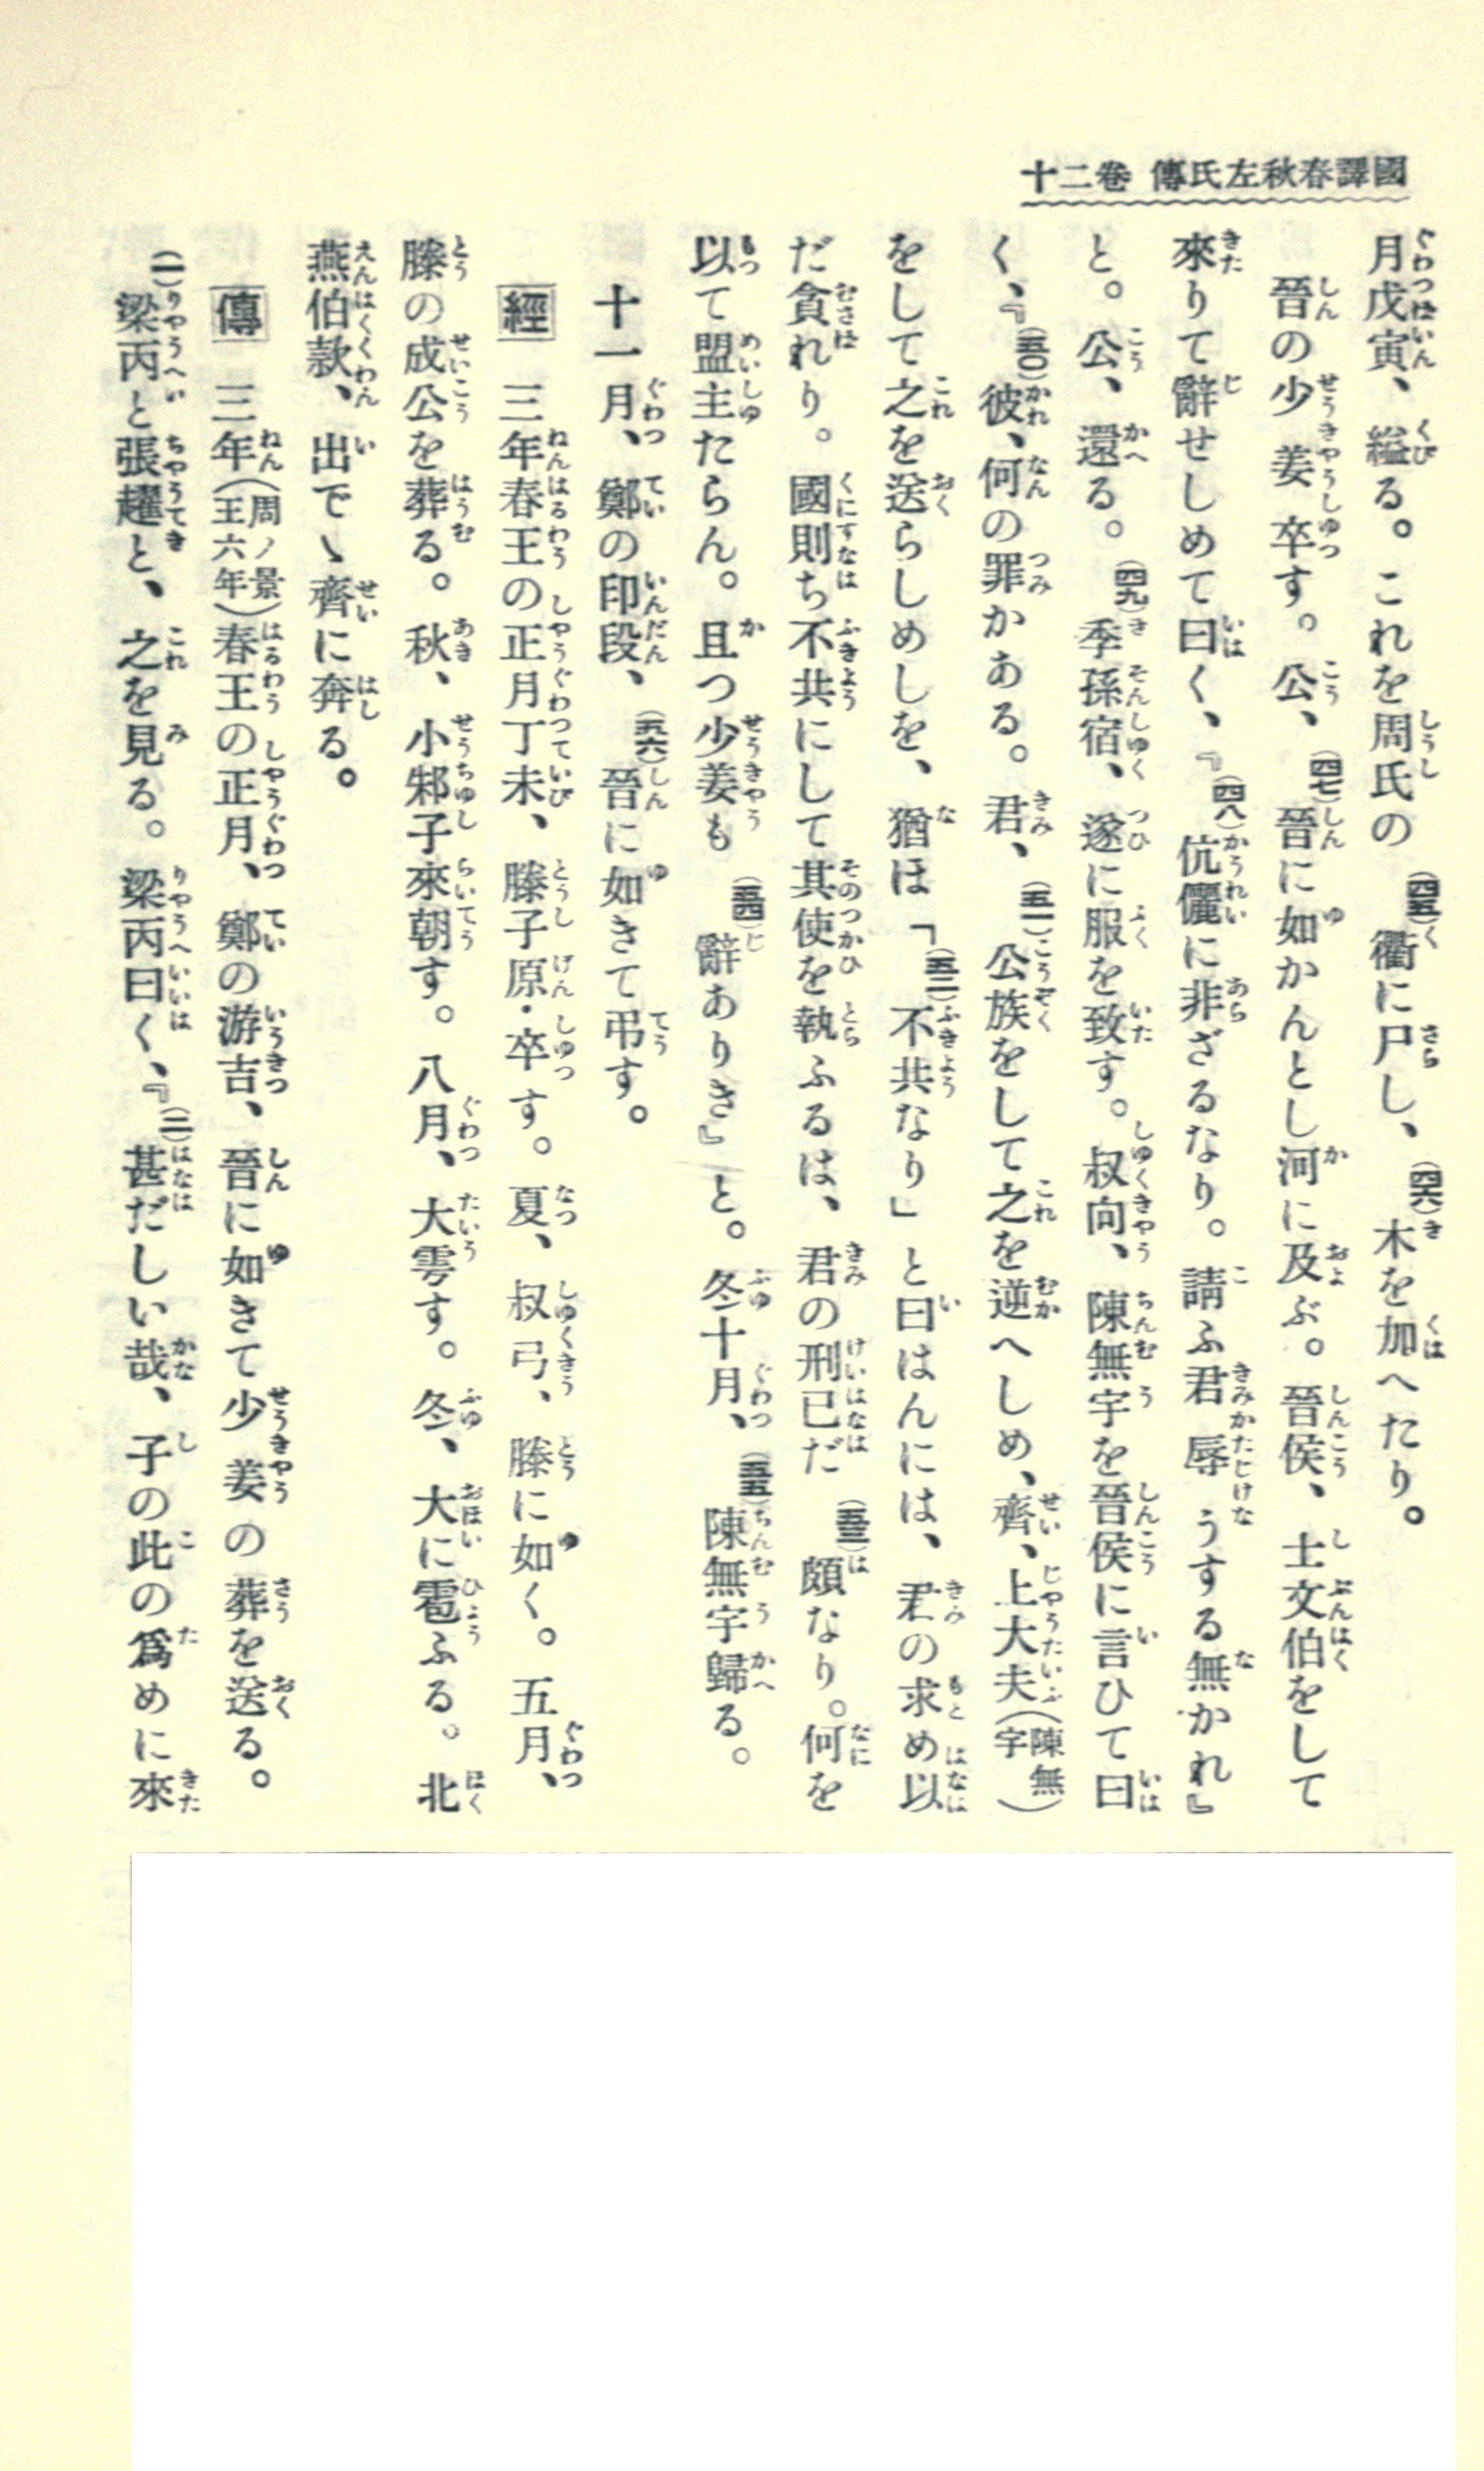 國譯春秋左氏傳 卷二十
月戊寅、縊る。これを周氏の(四五)衢に尸し、(四六)木を加へたり。
晉の少姜卒す。公、(四七)晉に如かんとし河に及ぶ。晉侯、士文伯をして
來りて辭せしめて曰く、『(四八)伉儷に非ざるなり。請ふ君辱うする無かれ』
と。公、還る。(四九)季孫宿、遂に服を致す。叔向、陳無宇を晉侯に言ひて曰
く、『(五〇)彼、何の罪かある。君、(五一)公族をして之を逆へしめ、齊、上大夫(陳無宇)
をして之を送らしめしを、猶ほ「(五二)不共なり」と曰はんには、君の求め以
だ貪れり。國則ち不共にして其使を執ふるは、君の刑已だ(五三)頗なり。何を
以て盟主たらん。且つ少姜も(五四)辭ありき』と。冬十月、(五五)陳無宇歸る。
十一月、鄭の印段、(五六)晉に如きて弔す。
經 三年春王の正月丁未、滕子原・卒す。夏、叔弓、滕に如く。五月、
滕の成公を葬る。秋、小邾子來朝す。八月、大雩す。冬、大に雹ふる。北
燕伯款、出でゝ齊に奔る。
傳 三年(周ノ景王六年)春王の正月、鄭の游吉、晉に如きて少姜の葬を送る。
(一)梁丙と張趯と、之を見る。梁丙曰く、『(二)甚だしい哉、子の此の爲めに來